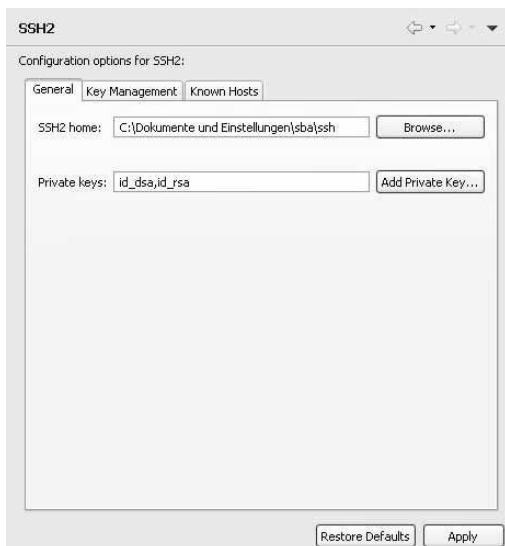 SSH2
Configuration options for SSH2:
General Key Management Known Hosts
SSH2 home: C:\Dokumente und Einstellungen\sba\ssh Browse...
Private keys: id_dsa,id_rsa Add Private Key...
Restore Defaults Apply